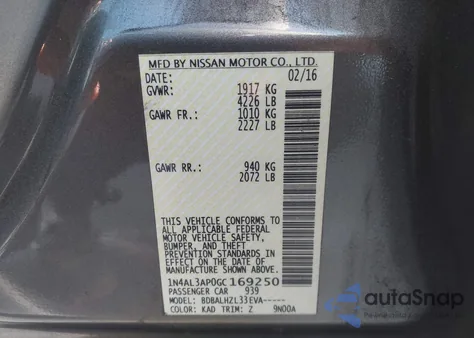 MFD BY NISSAN MOTOR CO., LTD.
DATE: 02/16
GVWR: 1917 KG
4226 LB
GAWR FR.: 1010 KG
2227 LB
GAWR RR.: 940 KG
2072 LB
THIS VEHICLE CONFORMS TO
ALL APPLICABLE FEDERAL
MOTOR VEHICLE SAFETY,
BUMPER, AND THEFT
PREVENTION STANDARDS IN
EFFECT ON THE DATE OF
MANUFACTURE SHOWN ABOVE.
1N4AL3AP0GC169250
PASSENGER CAR 939
MODEL: BDBALHZL33EVA-----
COLOR: KAD TRIM: Z 9N00A
autoSnap